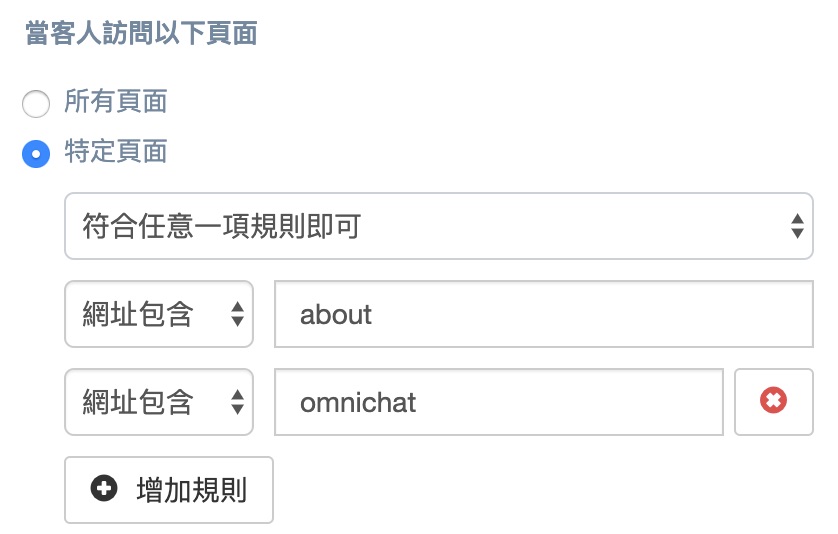 當客人訪問以下頁面
所有頁面
特定頁面
符合任意一項規則即可
網址包含 about
網址包含 omnichat
增加規則